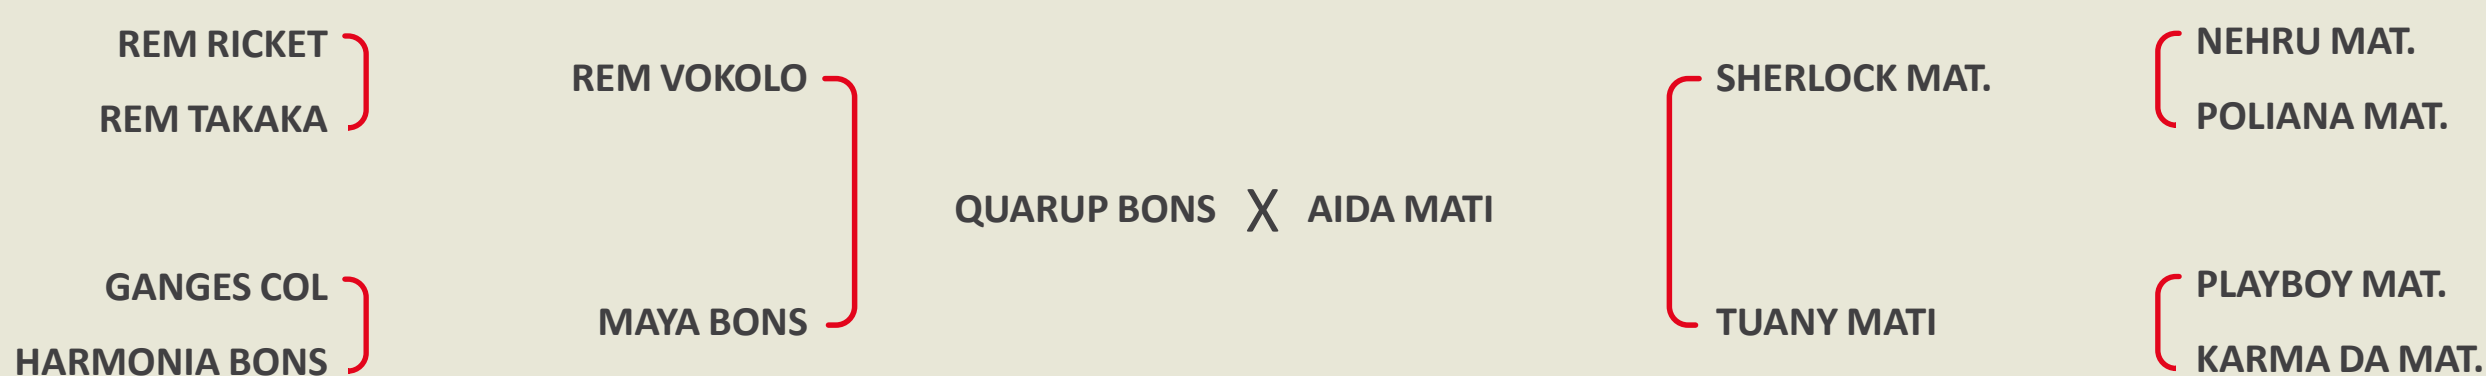 REM RICKET
REM TAKAKA
GANGES COL
HARMONIA BONS
REM VOKOLO
MAYA BONS
QUARUP BONS X AIDA MATI
SHERLOCK MAT.
TUANY MATI
NEHRU MAT.
POLIANA MAT.
PLAYBOY MAT.
KARMA DA MAT.